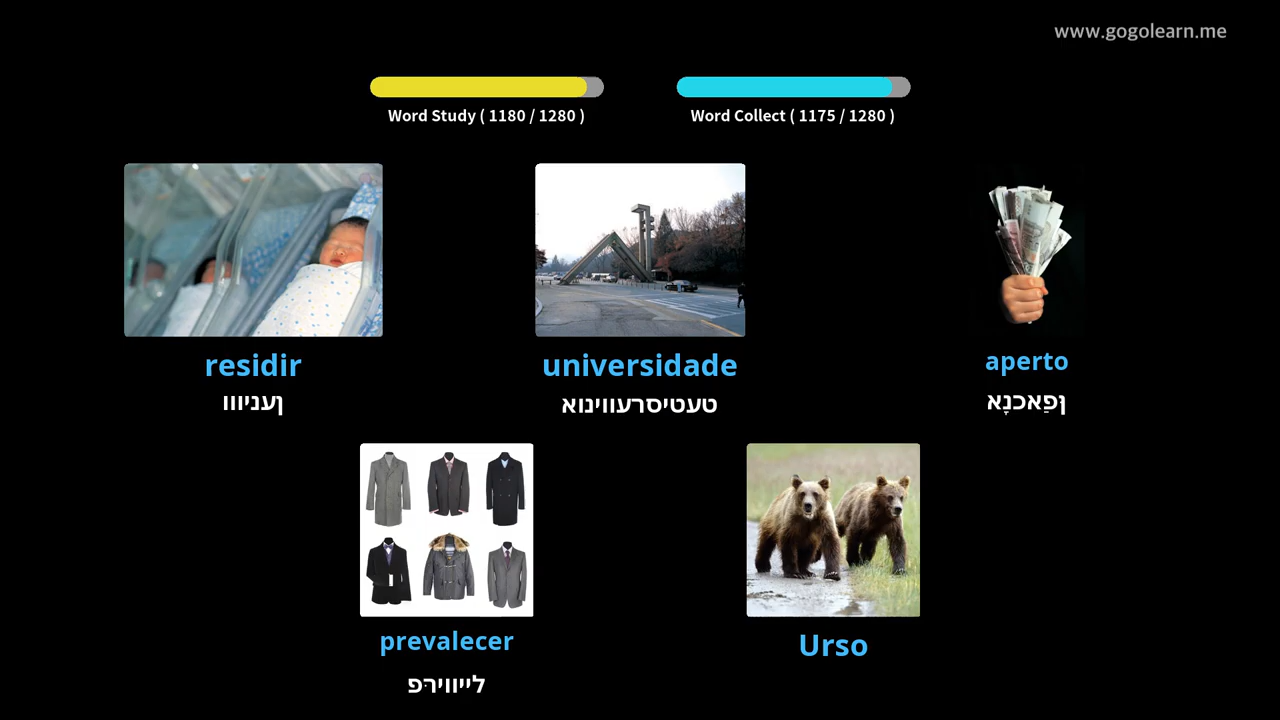 www.gogolearn.me
Word Study ( 1180 / 1280 )
Word Collect ( 1175 / 1280 )
residir
ןעניווו
universidade
טעטיסרעווינוא
aperto
ןּפַאכנָא
prevalecer
לייווירּפ
Urso